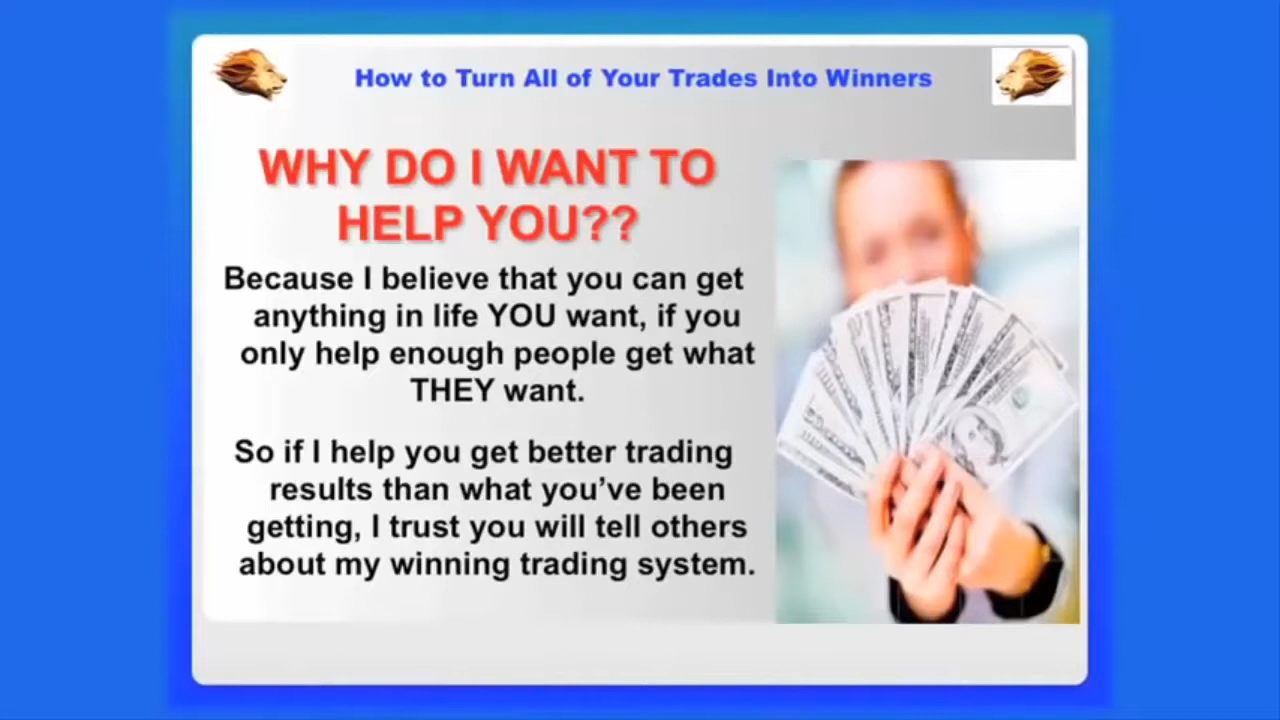 How to Turn All of Your Trades Into Winners
WHY DO I WANT TO
HELP YOU??
Because I believe that you can get
anything in life YOU want, if you
only help enough people get what
THEY want.
So if I help you get better trading
results than what you’ve been
getting, I trust you will tell others
about my winning trading system.